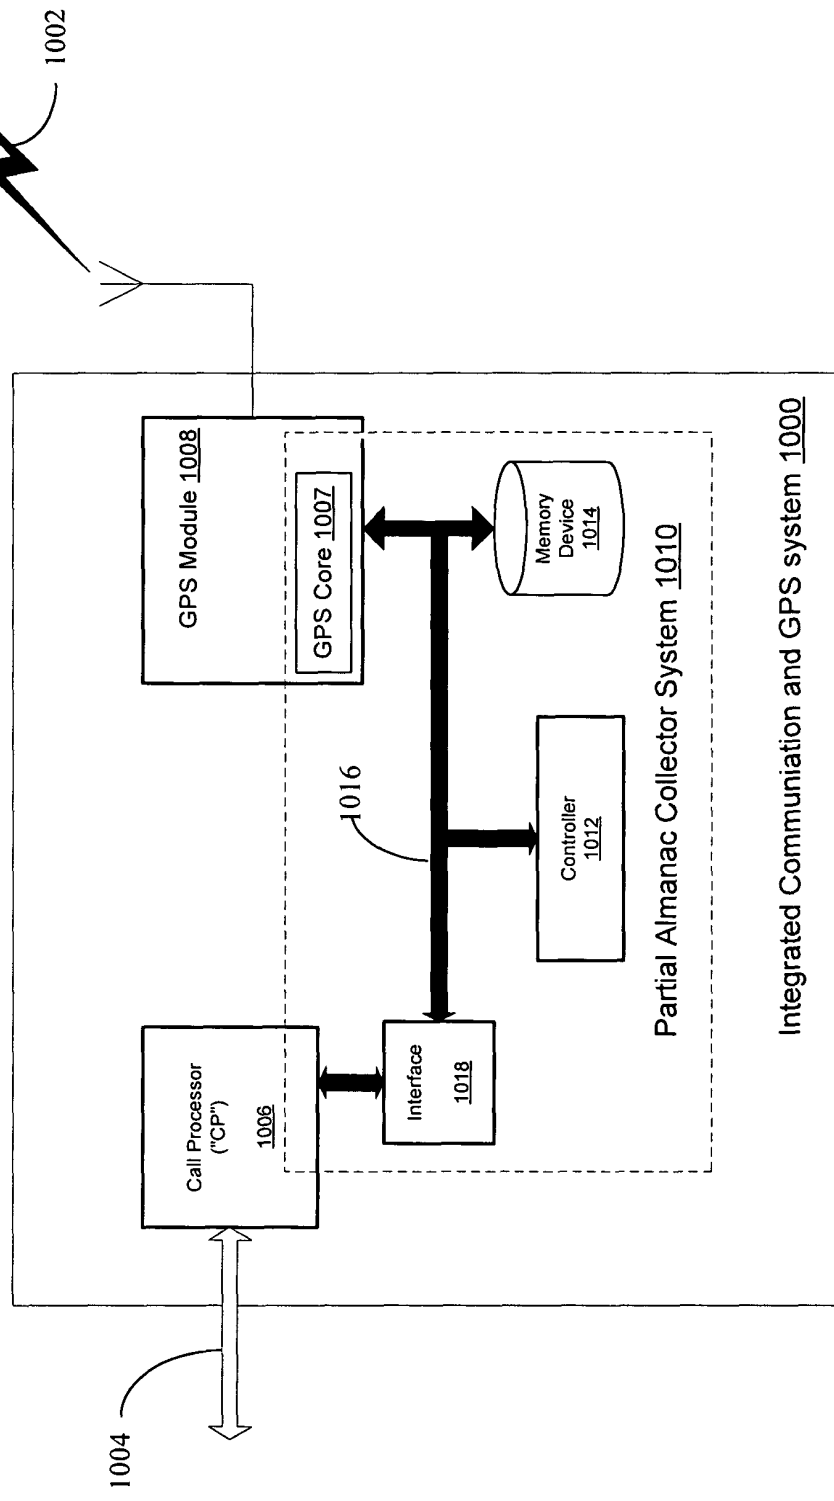 1002
GPS Module 1008
GPS Core 1007
Memory
Device
1014
1016
Controller
1012
Call Processor
("CP")
1006
Interface
1018
1004
Partial Almanac Collector System 1010
Integrated Communiation and GPS system 1000